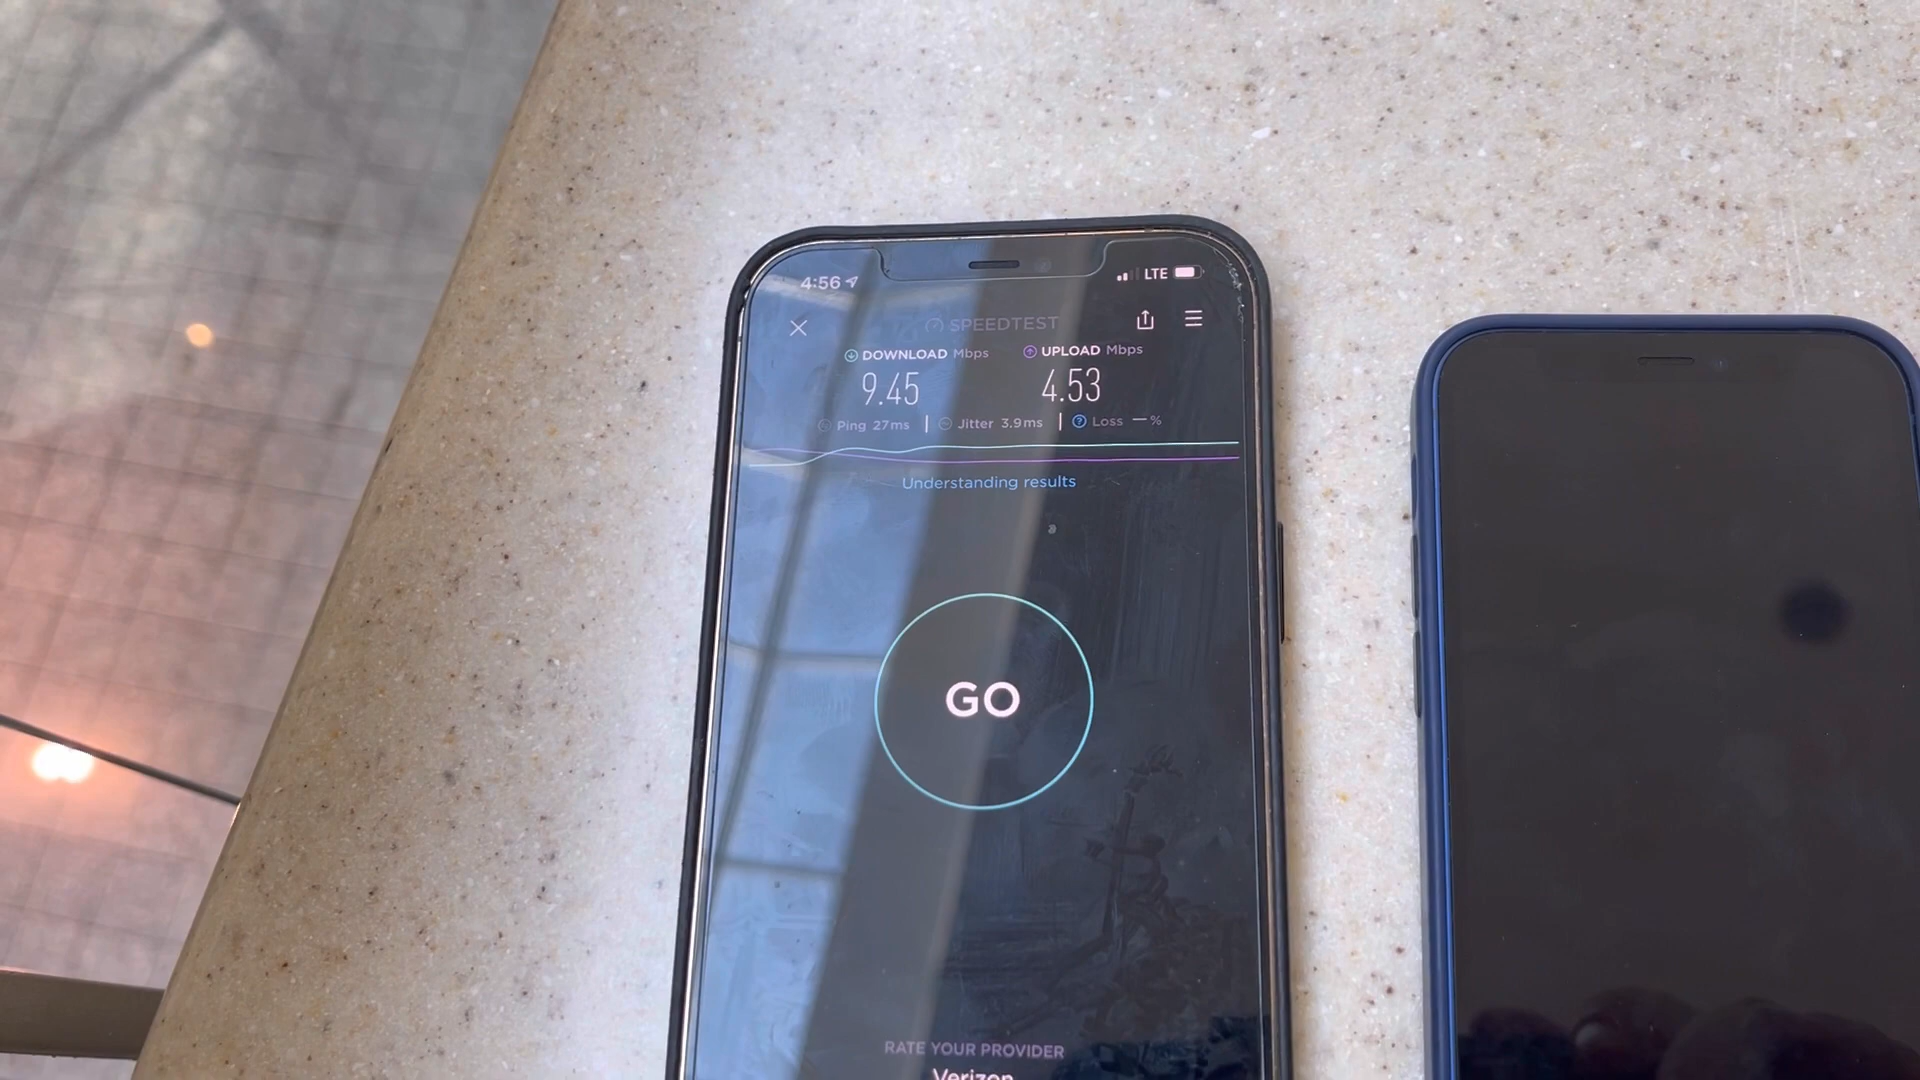 4:56 LTE
SPEEDTEST
DOWNLOAD Mbps UPLOAD Mbps
9.45 4.53
Ping 27ms Jitter 3.9ms Loss — %
Understanding results
GO
RATE YOUR PROVIDER
Verizon